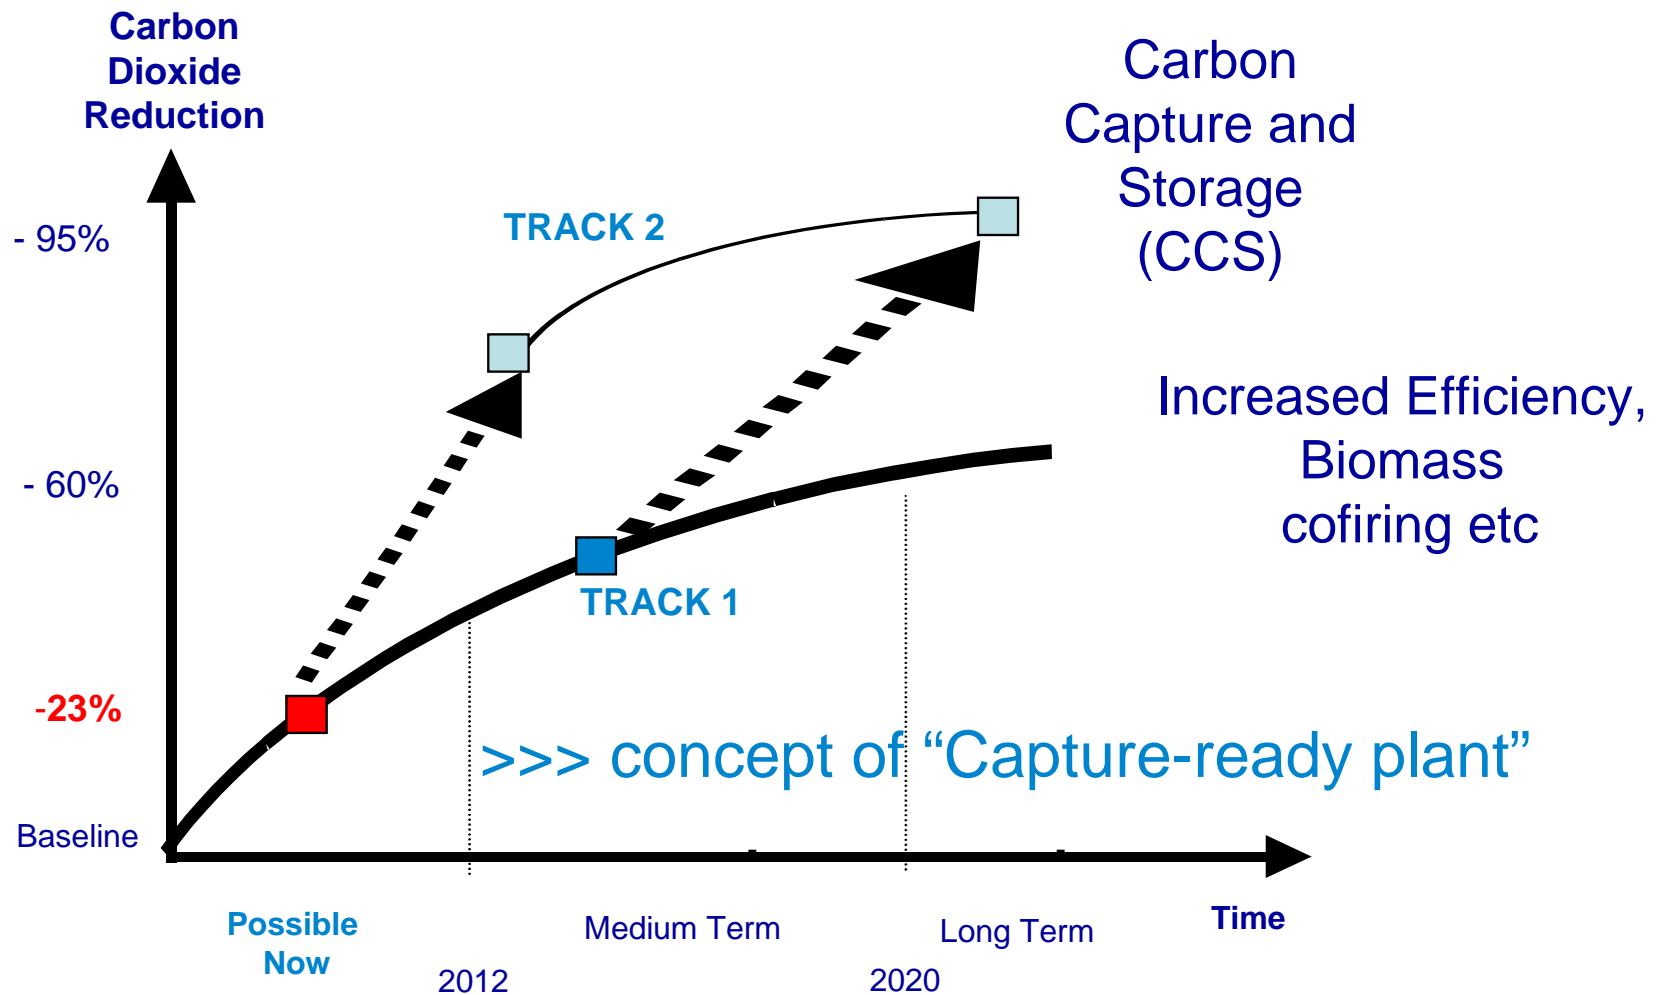 Carbon
Dioxide
Reduction
Carbon
Capture and
Storage
(CCS)
TRACK 2
- 95%
Increased Efficiency,
Biomass
cofiring etc
- 60%
TRACK 1
-23%
>>> concept of “Capture-ready plant”
Baseline
Possible
Now
Medium Term
Long Term
Time
2012
2020